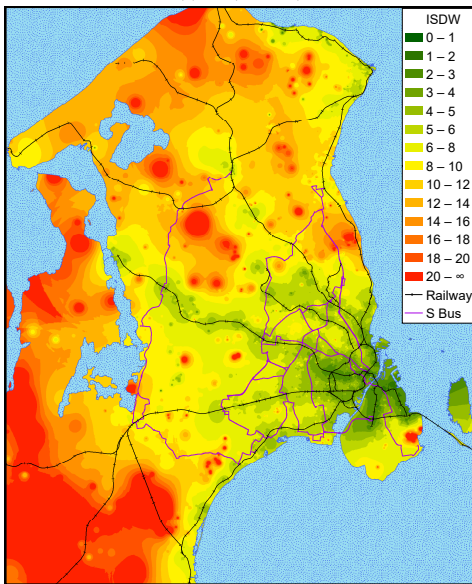 ISDW
0 – 1
1 – 2
2 – 3
3 – 4
4 – 5
5 – 6
6 – 8
8 – 10
10 – 12
12 – 14
14 – 16
16 – 18
18 – 20
20 – ∞
Railway
S Bus